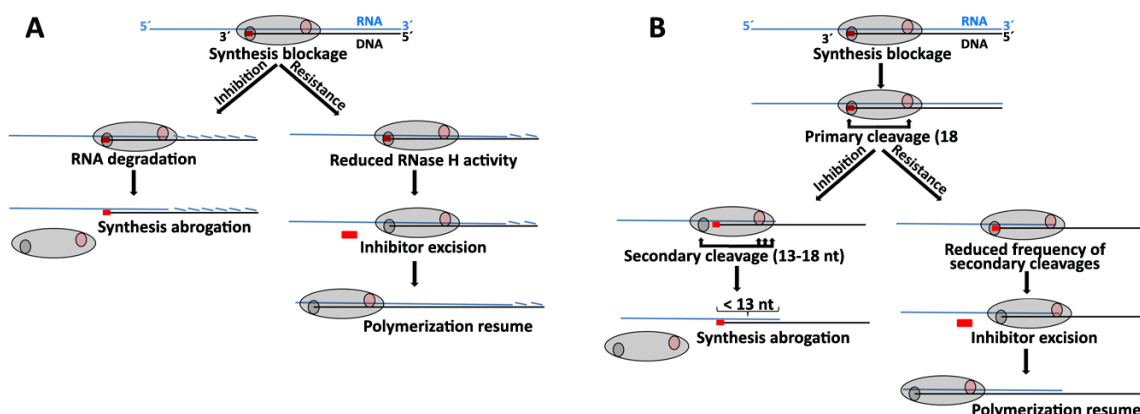 A
5´
RNA
3´
3´
DNA
5´
Synthesis blockage
Inhibition
Resistance
RNA degradation
Synthesis abrogation
Reduced RNase H activity
Inhibitor excision
Polymerization resume
B
5´
RNA
3´
3´
DNA
5´
Synthesis blockage
Primary cleavage (18
Inhibition
Resistance
Secondary cleavage (13-18 nt)
< 13 nt
Synthesis abrogation
Reduced frequency of
secondary cleavages
Inhibitor excision
Polymerization resume